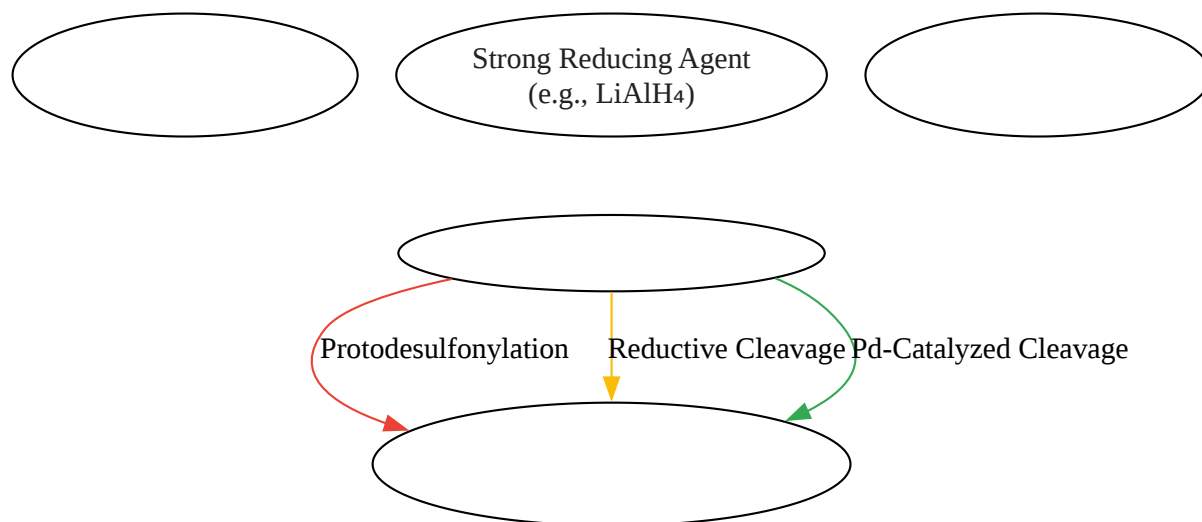 Strong Reducing Agent
(e.g., LiAlH₄)
Protodesulfonylation
Reductive Cleavage
Pd-Catalyzed Cleavage